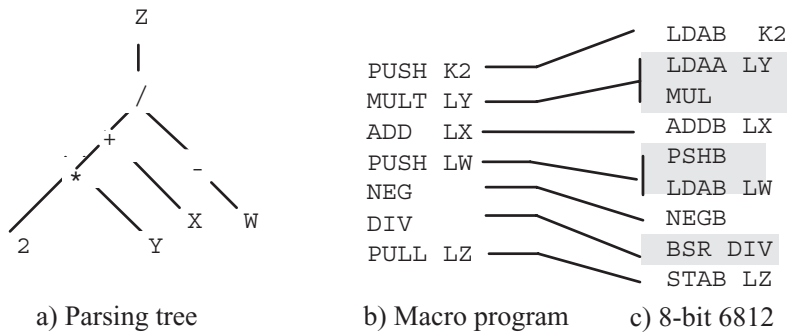 Z
/
+
*
-
2
Y
X
W
a) Parsing tree
PUSH K2
MULT LY
ADD LX
PUSH LW
NEG
DIV
PULL LZ
b) Macro program
LDAB K2
LDAA LY
MUL
ADDB LX
PSHB
LDAB LW
NEGB
BSR DIV
STAB LZ
c) 8-bit 6812